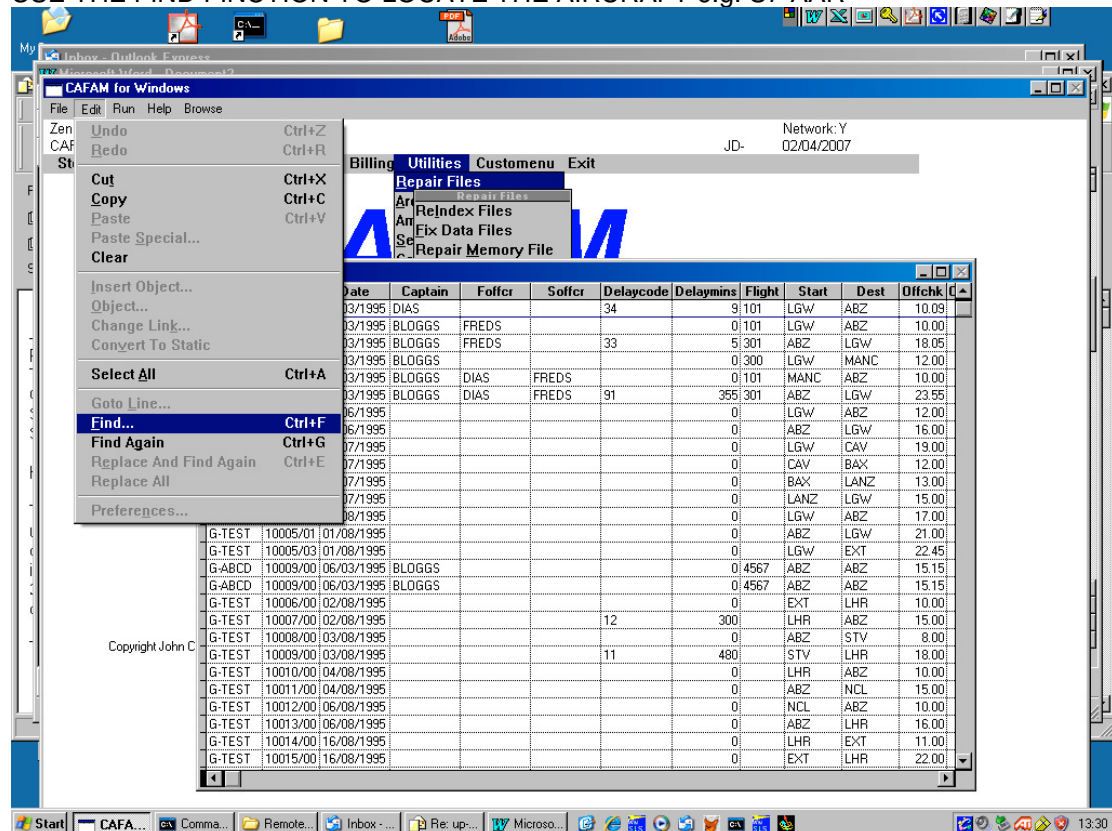 USE THE FIND FINCTION TO LOCATE THE AIRCRAFT
My
Inbox - Outlook Express
Microsoft Word - Document2
CAFAM for Windows
File Edit Run Help Browse
Zen Network:Y
CAF JD- 02/04/2007
St Billing Utilities Customenu Exit
Undo Ctrl+Z
Redo Ctrl+R
Cut Ctrl+X
Copy Ctrl+C
Paste Ctrl+V
Paste Special...
Clear
Insert Object...
Object...
Change Link...
Convert To Static
Select All Ctrl+A
Goto Line...
Find... Ctrl+F
Find Again Ctrl+G
Replace And Find Again Ctrl+E
Replace All
Preferences...
Repair Files
Repair Files
ReIndex Files
Fix Data Files
Repair Memory File
Date Captain Foffcr Soffcr Delaycode Delaymins Flight Start Dest Offchk
03/1995 DIAS 34 9 101 LGW ABZ 10.09
03/1995 BLOGGS FREDS 0 101 LGW ABZ 10.00
03/1995 BLOGGS FREDS 33 5 301 ABZ LGW 18.05
03/1995 BLOGGS 0 300 LGW MANC 12.00
03/1995 BLOGGS DIAS FREDS 0 101 MANC ABZ 10.00
03/1995 BLOGGS DIAS FREDS 91 355 301 ABZ LGW 23.55
06/1995 0 LGW ABZ 12.00
06/1995 0 ABZ LGW 16.00
07/1995 0 LGW CAV 19.00
07/1995 0 CAV BAX 12.00
07/1995 0 BAX LANZ 13.00
07/1995 0 LANZ LGW 15.00
08/1995 0 LGW ABZ 17.00
G-TEST 10005/01 01/08/1995 0 ABZ LGW 21.00
G-TEST 10005/03 01/08/1995 0 LGW EXT 22.45
G-ABCD 10009/00 06/03/1995 BLOGGS 0 4567 ABZ ABZ 15.15
G-ABCD 10009/00 06/03/1995 BLOGGS 0 4567 ABZ ABZ 15.15
G-TEST 10006/00 02/08/1995 0 EXT LHR 10.00
G-TEST 10007/00 02/08/1995 12 300 LHR ABZ 15.00
G-TEST 10008/00 03/08/1995 0 ABZ STV 8.00
G-TEST 10009/00 03/08/1995 11 480 STV LHR 18.00
G-TEST 10010/00 04/08/1995 0 LHR ABZ 10.00
G-TEST 10011/00 04/08/1995 0 ABZ NCL 15.00
G-TEST 10012/00 06/08/1995 0 NCL ABZ 10.00
G-TEST 10013/00 06/08/1995 0 ABZ LHR 16.00
G-TEST 10014/00 16/08/1995 0 LHR EXT 11.00
G-TEST 10015/00 16/08/1995 0 EXT LHR 22.00
Copyright John C
Start CAFA... Comma... Remote... Inbox - ... Re: up-... Microso... 13:30